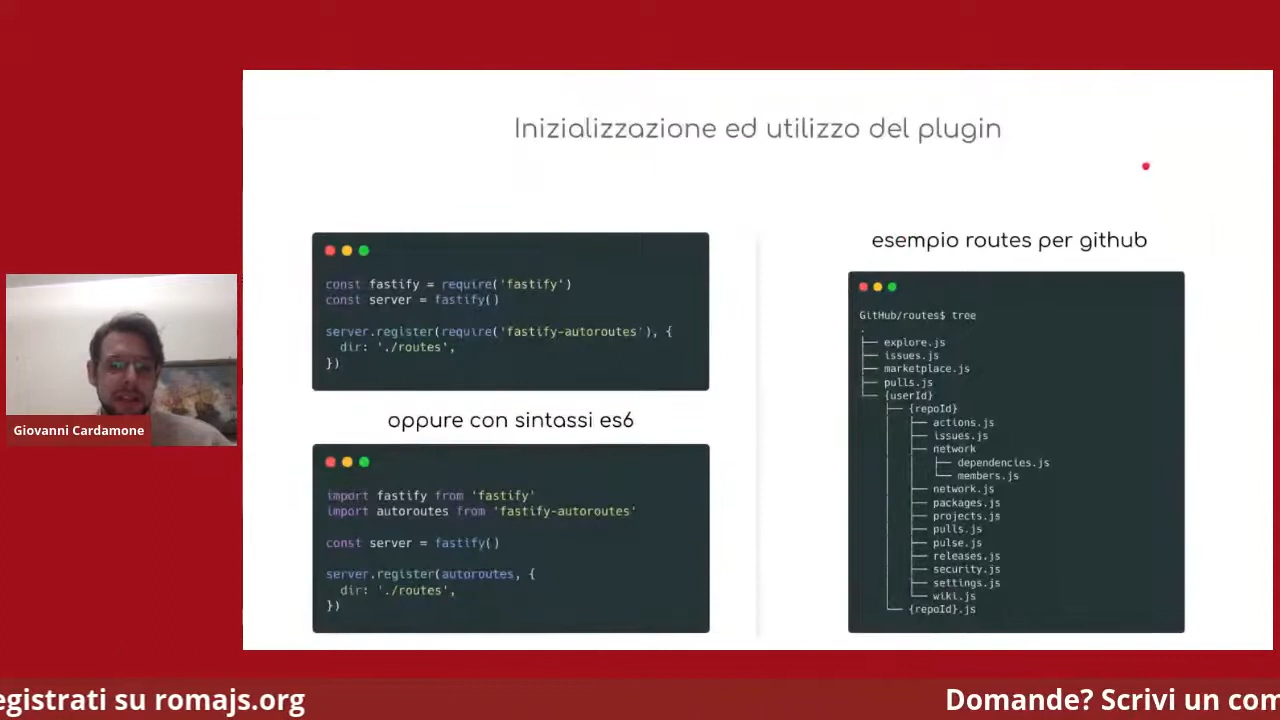 Inizializzazione ed utilizzo del plugin
const fastify = require('fastify')
const server = fastify()
server.register(require('fastify-autoroutes'), {
dir: './routes',
})
oppure con sintassi es6
import fastify from 'fastify'
import autoroutes from 'fastify-autoroutes'
const server = fastify()
server.register(autoroutes, {
dir: './routes',
})
esempio routes per github
GitHub/routes$ tree
.
├── explore.js
├── issues.js
├── marketplace.js
├── pulls.js
└── {userId}
├── {repoId}
│ ├── actions.js
│ ├── issues.js
│ ├── network
│ │ ├── dependencies.js
│ │ └── members.js
│ ├── network.js
│ ├── packages.js
│ ├── projects.js
│ ├── pulls.js
│ ├── pulse.js
│ ├── releases.js
│ ├── security.js
│ ├── settings.js
│ └── wiki.js
└── {repoId}.js
Giovanni Cardamone
egistrati su romajs.org
Domande? Scrivi un com